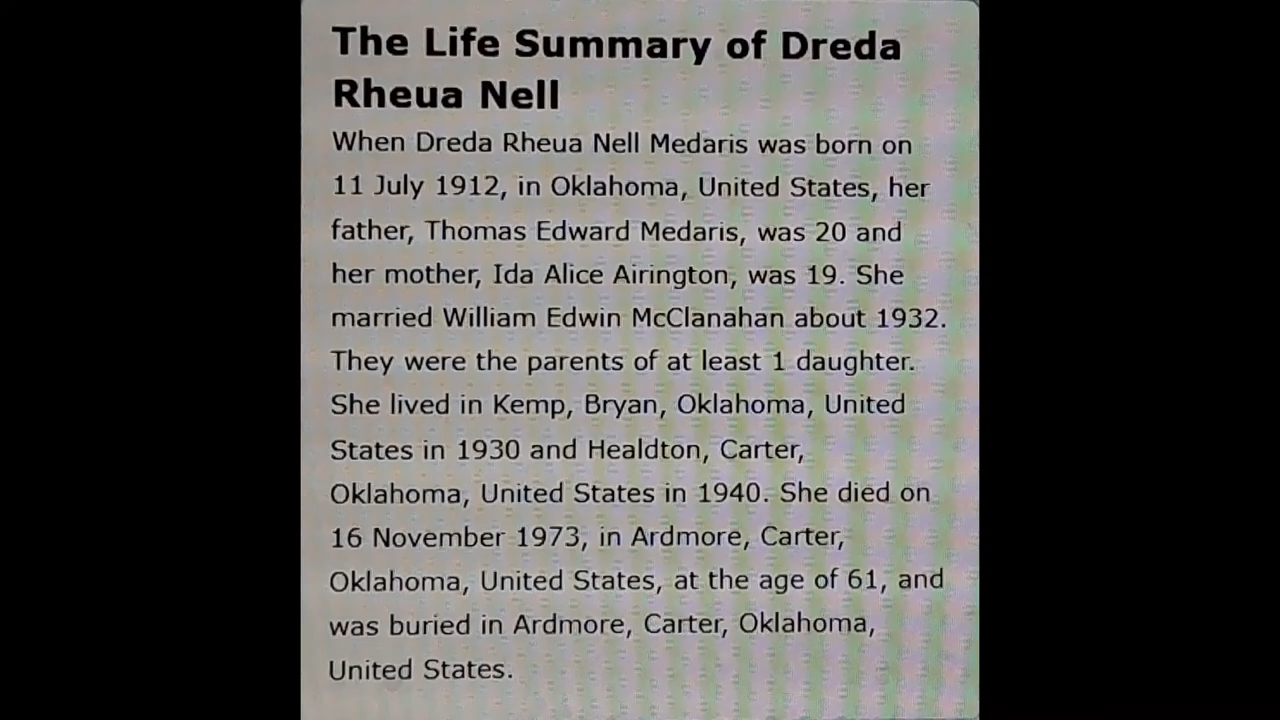 The Life Summary of Dreda
Rheua Nell
When Dreda Rheua Nell Medaris was born on
11 July 1912, in Oklahoma, United States, her
father, Thomas Edward Medaris, was 20 and
her mother, Ida Alice Airington, was 19. She
married William Edwin McClanahan about 1932.
They were the parents of at least 1 daughter.
She lived in Kemp, Bryan, Oklahoma, United
States in 1930 and Healdton, Carter,
Oklahoma, United States in 1940. She died on
16 November 1973, in Ardmore, Carter,
Oklahoma, United States, at the age of 61, and
was buried in Ardmore, Carter, Oklahoma,
United States.